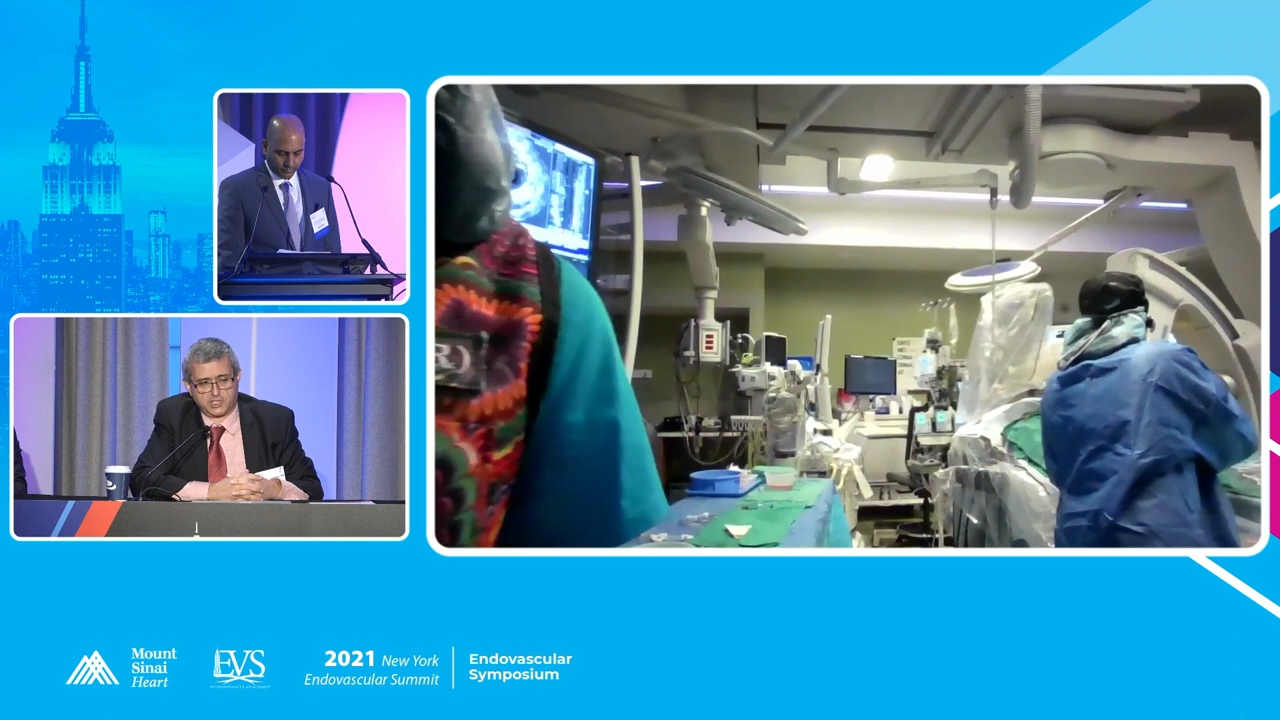 R)
Mount
Sinai
Heart
EVS
2021 New York
Endovascular Summit
Endovascular
Symposium